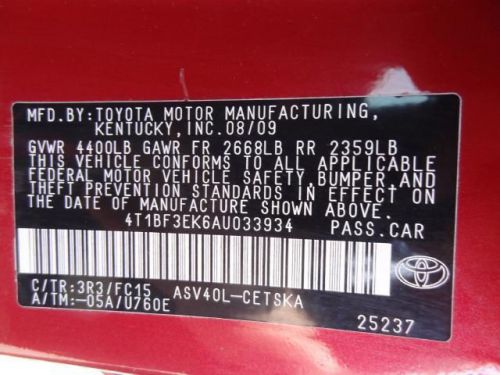 MFD.BY:TOYOTA MOTOR MANUFACTURING,
KENTUCKY,INC.08/09
GVWR 4400LB GAWR FR 2668LB RR 2359LB
THIS VEHICLE CONFORMS TO ALL APPLICABLE
FEDERAL MOTOR VEHICLE SAFETY, BUMPER,AND
THEFT PREVENTION STANDARDS IN EFFECT ON
THE DATE OF MANUFACTURE SHOWN ABOVE.
4T1BF3EK6AU033934 PASS.CAR
C/TR:3R3/FC15 ASV40L-CETSKA
A/TM:-05A/U760E
25237